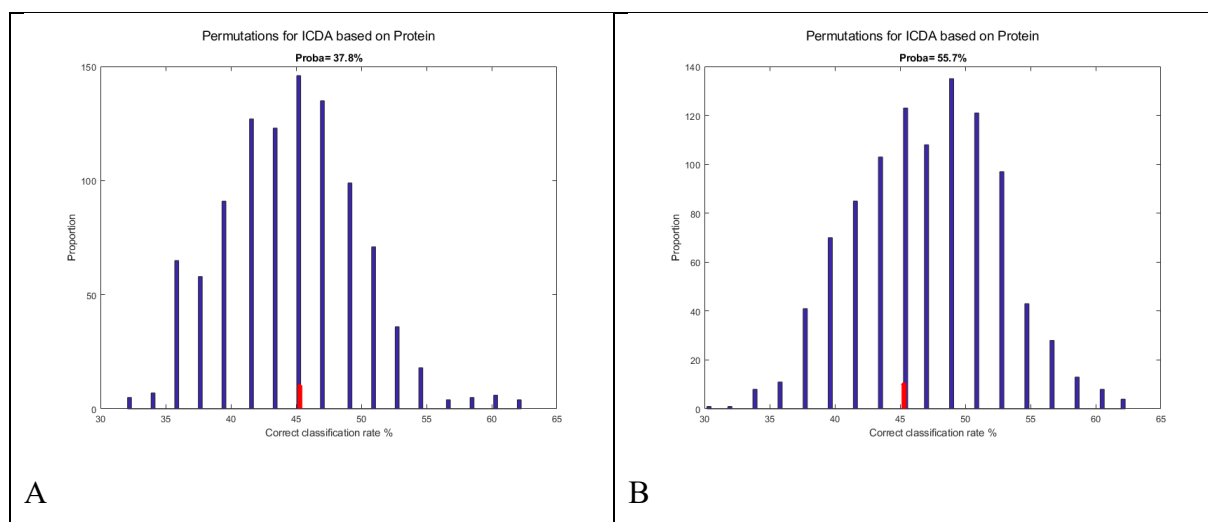 Permutations for ICDA based on Protein
Proba= 37.8%
150
100
50
0
Proportion
30 35 40 45 50 55 60 65
Correct classification rate %
A
Permutations for ICDA based on Protein
Proba= 55.7%
140
120
100
80
60
40
20
0
Proportion
30 35 40 45 50 55 60 65
Correct classification rate %
B